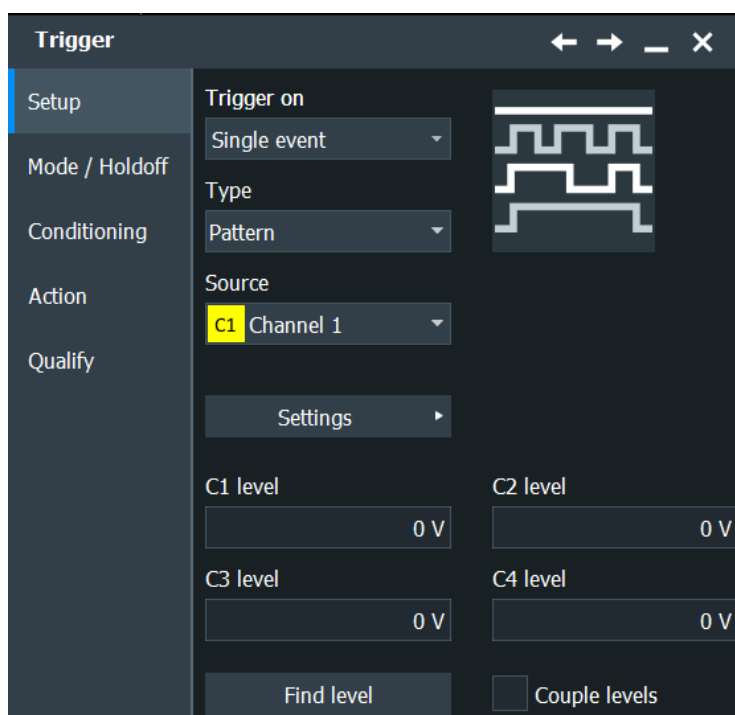 Trigger
Setup
Mode / Holdoff
Conditioning
Action
Qualify
Trigger on
Single event
Type
Pattern
Source
C1 Channel 1
Settings
C1 level
0 V
C2 level
0 V
C3 level
0 V
C4 level
0 V
Find level
Couple levels